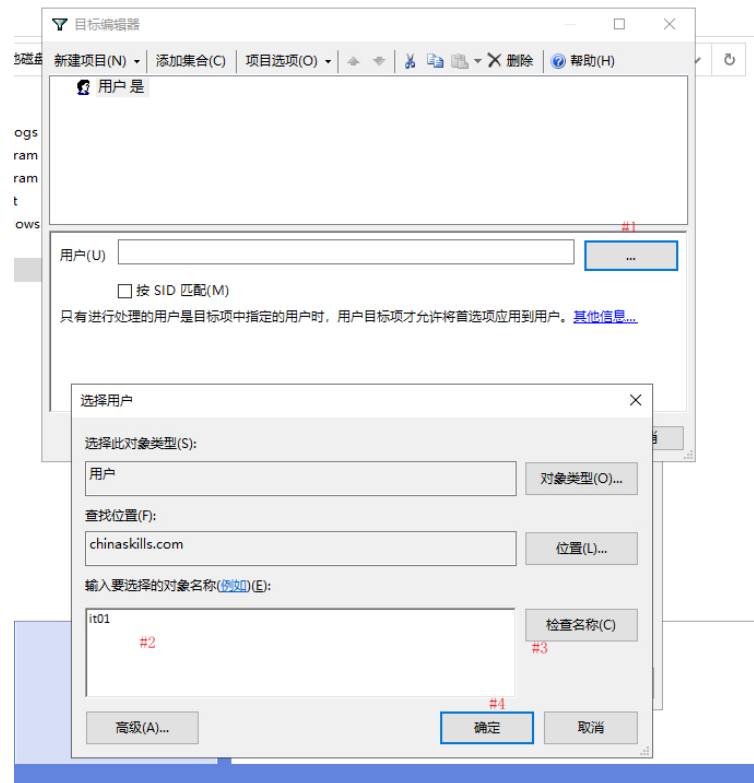 目标编辑器
新建项目(N) 添加集合(C) 项目选项(O) 删除 帮助(H)
用户 是
ogs
ram
ram
t
ows
#1
用户(U) ...
按 SID 匹配(M)
只有进行处理的用户是目标项中指定的用户时，用户目标项才允许将首选项应用到用户。其他信息...
选择用户
选择此对象类型(S):
用户
对象类型(O)...
查找位置(F):
chinaskills.com
位置(L)...
输入要选择的对象名称(例如)(E):
it01
检查名称(C)
#2
#3
#4
高级(A)...
确定
取消